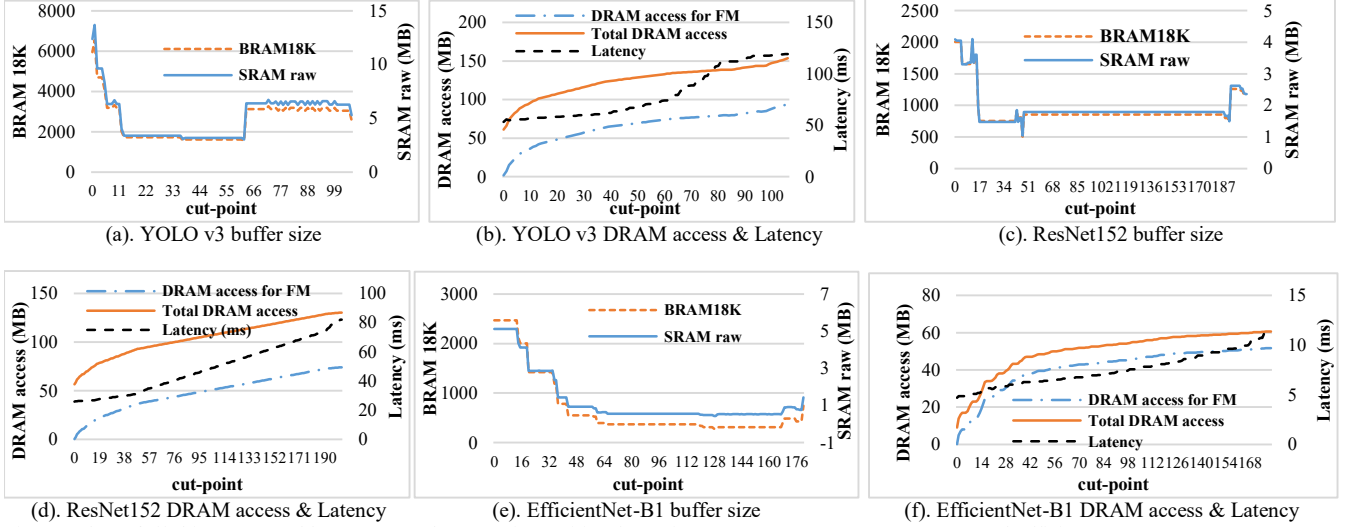 8000
6000
4000
2000
0
BRAM 18K
15
10
5
0
SRAM raw (MB)
BRAM18K
SRAM raw
0 11 22 33 44 55 66 77 88 99
cut-point
(a). YOLO v3 buffer size
200
150
100
50
0
DRAM access (MB)
150
100
50
0
Latency (ms)
DRAM access for FM
Total DRAM access
Latency
0 10 20 30 40 50 60 70 80 90 100
cut-point
(b). YOLO v3 DRAM access & Latency
2500
2000
1500
1000
500
0
BRAM 18K
5
4
3
2
1
0
SRAM raw (MB)
BRAM18K
SRAM raw
0 17 34 51 68 85 102 119 136 153 170 187
cut-point
(c). ResNet152 buffer size
150
100
50
0
DRAM access (MB)
100
80
60
40
20
0
Latency (ms)
DRAM access for FM
Total DRAM access
Latency (ms)
0 19 38 57 76 95 114 133 152 171 190
cut-point
(d). ResNet152 DRAM access & Latency
3000
2400
1800
1200
600
0
BRAM 18K
7
5
3
1
-1
SRAM raw (MB)
BRAM18K
SRAM raw
0 16 32 48 64 80 96 112 128 144 160 176
cut-point
(e). EfficientNet-B1 buffer size
80
60
40
20
0
DRAM access (MB)
15
10
5
0
Latency (ms)
DRAM access for FM
Total DRAM access
Latency
0 14 28 42 56 70 84 98 112 126 140 154 168
cut-point
(f). EfficientNet-B1 DRAM access & Latency